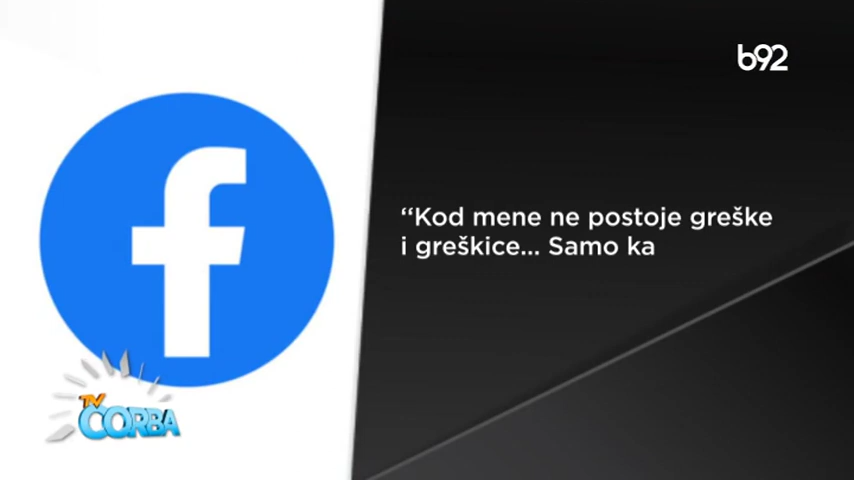 b92
“Kod mene ne postoje greške
i greškice... Samo ka
TV
ČORBA